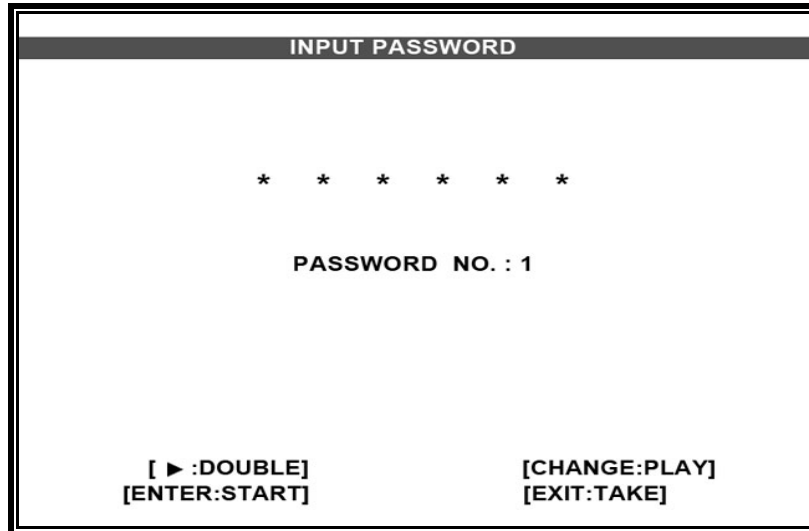 INPUT PASSWORD
* * * * * *
PASSWORD NO. : 1
[ ► :DOUBLE] [CHANGE:PLAY]
[ENTER:START] [EXIT:TAKE]